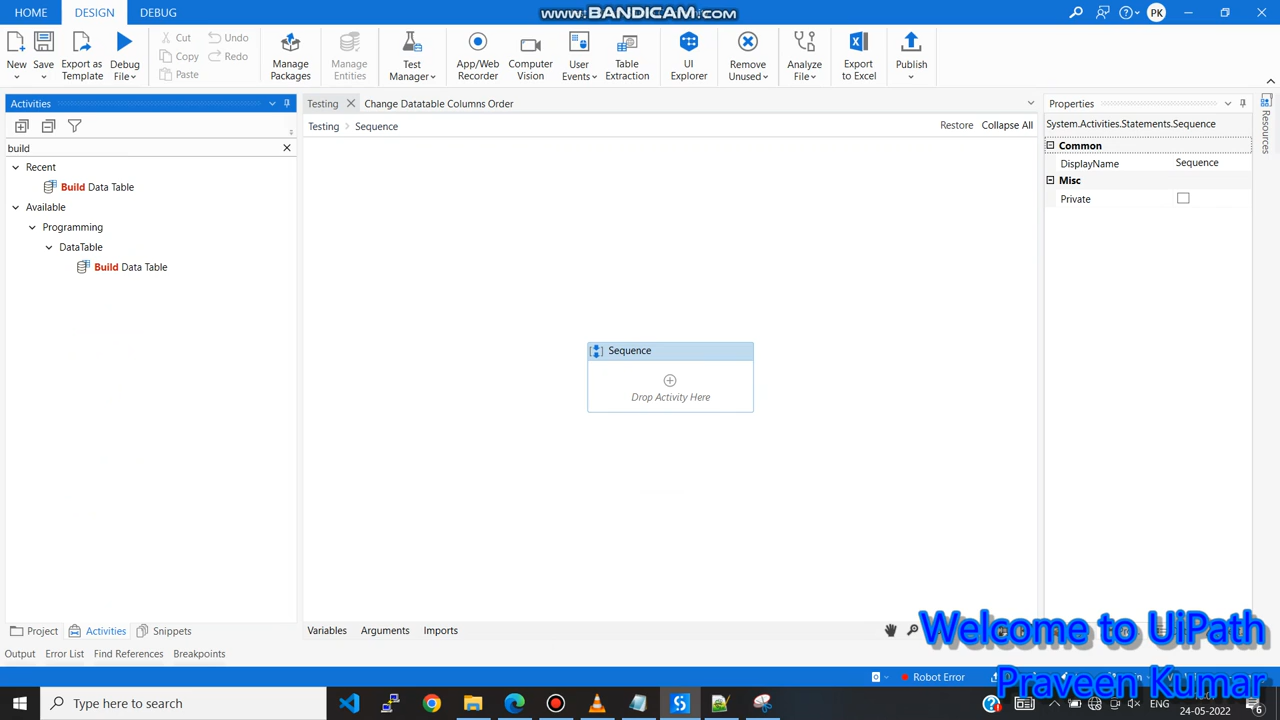 HOME
DESIGN
DEBUG
www.BANDICAM.com
PK
New
Save
Export as Template
Debug File
Cut
Copy
Paste
Undo
Redo
Manage Packages
Manage Entities
Test Manager
App/Web Recorder
Computer Vision
User Events
Table Extraction
UI Explorer
Remove Unused
Analyze File
Export to Excel
Publish
Activities
build
Recent
Build Data Table
Available
Programming
DataTable
Build Data Table
Testing
Change Datatable Columns Order
Testing > Sequence
Restore
Collapse All
Sequence
Drop Activity Here
Properties
System.Activities.Statements.Sequence
Common
DisplayName
Sequence
Misc
Private
Resources
Project
Activities
Snippets
Variables
Arguments
Imports
Output
Error List
Find References
Breakpoints
Robot Error
Welcome to UiPath
Praveen Kumar
Type here to search
ENG
24-05-2022
6